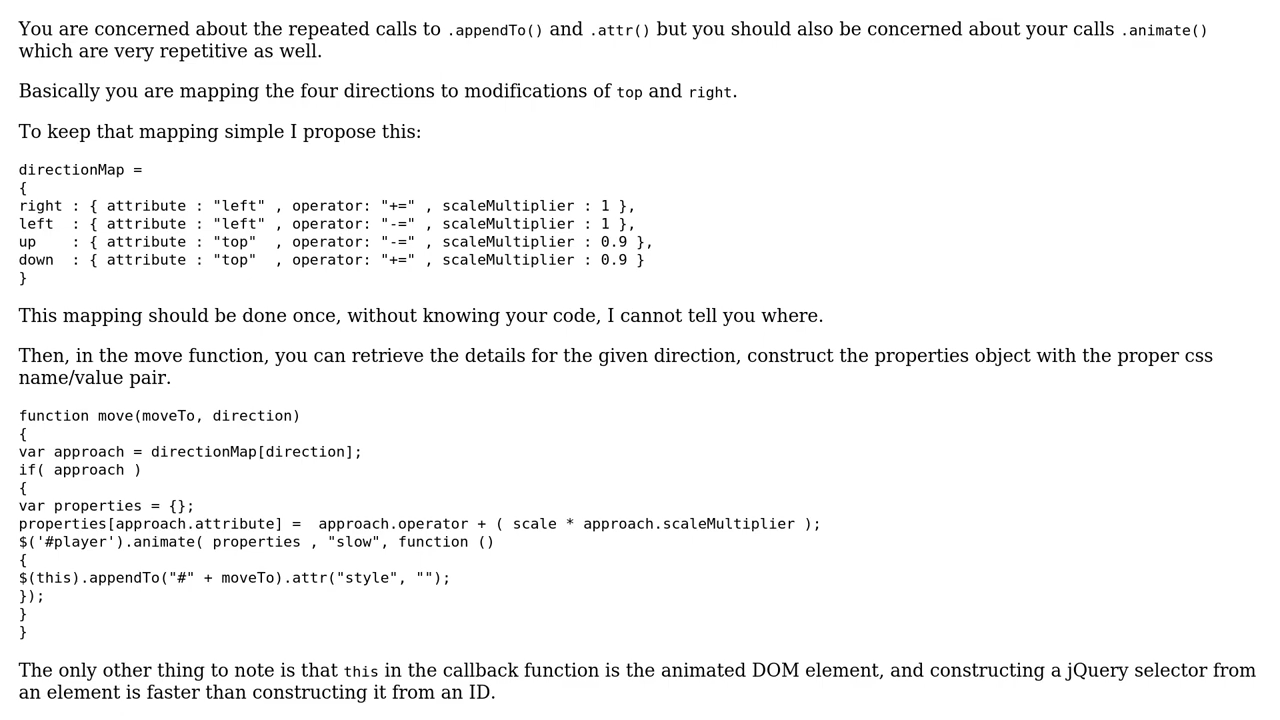 You are concerned about the repeated calls to .appendTo() and .attr() but you should also be concerned about your calls .animate()
which are very repetitive as well.
Basically you are mapping the four directions to modifications of top and right.
To keep that mapping simple I propose this:
directionMap =
{
right : { attribute : "left" , operator: "+=" , scaleMultiplier : 1 },
left  : { attribute : "left" , operator: "-=" , scaleMultiplier : 1 },
up    : { attribute : "top"  , operator: "-=" , scaleMultiplier : 0.9 },
down  : { attribute : "top"  , operator: "+=" , scaleMultiplier : 0.9 }
}
This mapping should be done once, without knowing your code, I cannot tell you where.
Then, in the move function, you can retrieve the details for the given direction, construct the properties object with the proper css
name/value pair.
function move(moveTo, direction)
{
var approach = directionMap[direction];
if( approach )
{
var properties = {};
properties[approach.attribute] =  approach.operator + ( scale * approach.scaleMultiplier );
$('#player').animate( properties , "slow", function ()
{
$(this).appendTo("#" + moveTo).attr("style", "");
});
}
}
The only other thing to note is that this in the callback function is the animated DOM element, and constructing a jQuery selector from
an element is faster than constructing it from an ID.